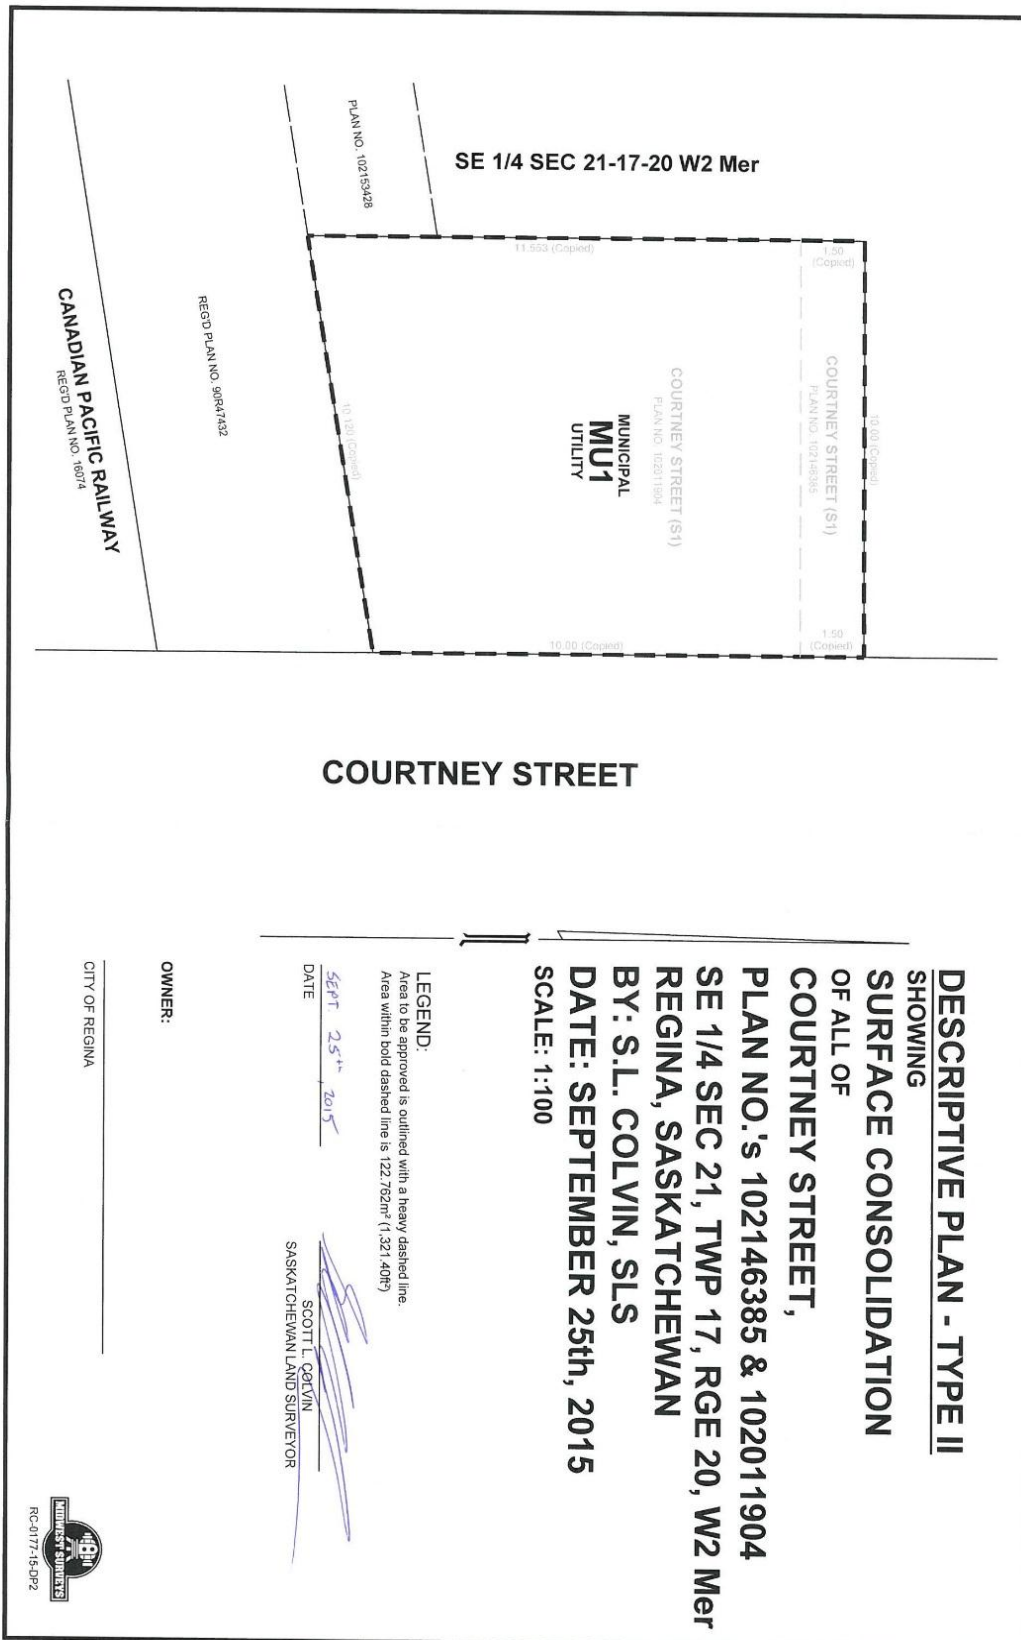 DESCRIPTIVE PLAN - TYPE II
SHOWING
SURFACE CONSOLIDATION
OF ALL OF
COURTNEY STREET,
PLAN NO.'s 102146385 & 102011904
SE 1/4 SEC 21, TWP 17, RGE 20, W2 Mer
REGINA, SASKATCHEWAN
BY: S.L. COLVIN, SLS
DATE: SEPTEMBER 25th, 2015
SCALE: 1:100
LEGEND:
Area to be approved is outlined with a heavy dashed line.
Area within bold dashed line is 122.762m² (1,321.40ft²)
SEPT. 25th, 2015
DATE
SCOTT L. COLVIN
SASKATCHEWAN LAND SURVEYOR
OWNER:
CITY OF REGINA
MIDWEST SURVEYS
RC-0177-15-DP2
SE 1/4 SEC 21-17-20 W2 Mer
PLAN NO. 102153428
11.553 (Copied)
1.50
(Copied)
10.00 (Copied)
COURTNEY STREET (S1)
PLAN NO. 102146385
COURTNEY STREET (S1)
PLAN NO. 102011904
MUNICIPAL
MU1
UTILITY
10.120 (Copied)
1.50
(Copied)
10.00 (Copied)
REG'D PLAN NO. 90R47432
CANADIAN PACIFIC RAILWAY
REG'D PLAN NO. 16074
COURTNEY STREET